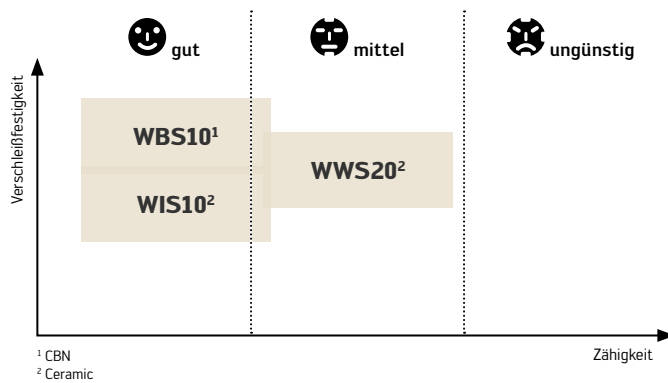 gut
mittel
ungünstig
Verschleißfestigkeit
WBS10¹
WWS20²
WIS10²
Zähigkeit
¹ CBN
² Ceramic